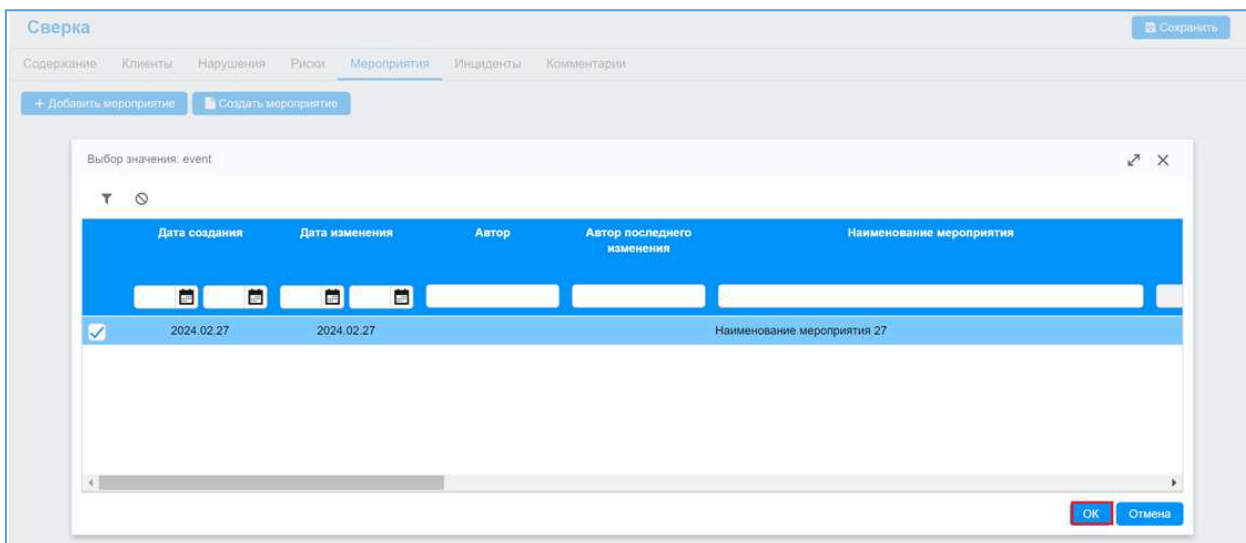 Сверка
Сохранить
Содержание Клиенты Нарушения Риски Мероприятия Инциденты Комментарии
+ Добавить мероприятие Создать мероприятие
Выбор значения: event
Дата создания Дата изменения Автор Автор последнего изменения Наименование мероприятия
2024.02.27 2024.02.27 Наименование мероприятия 27
ОК Отмена